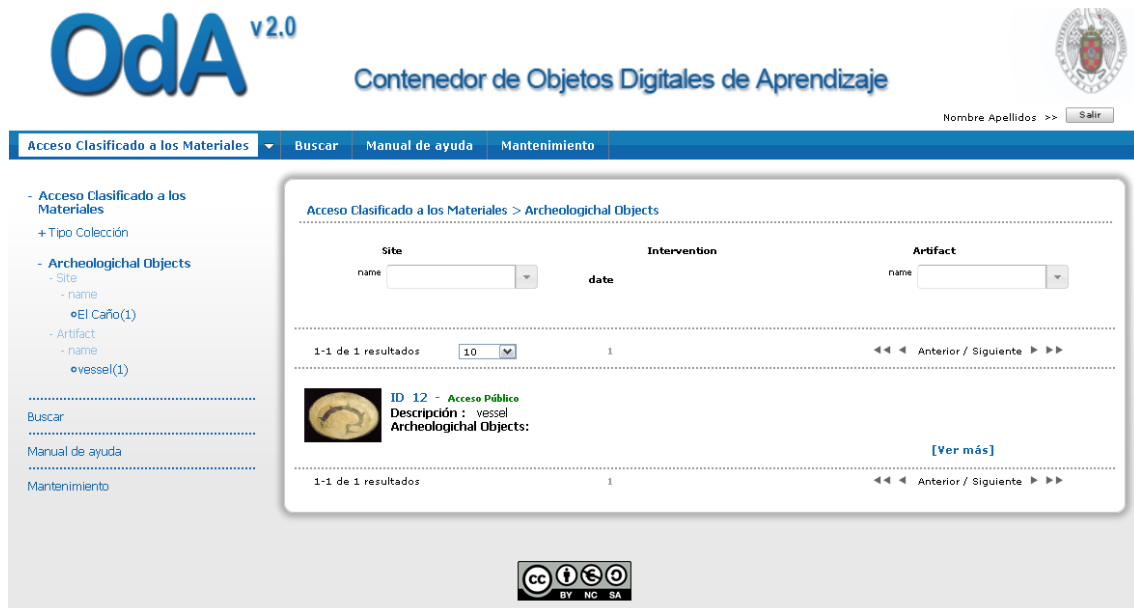 OdA v 2.0
Contenedor de Objetos Digitales de Aprendizaje
Nombre Apellidos >> Salir
Acceso Clasificado a los Materiales Buscar Manual de ayuda Mantenimiento
- Acceso Clasificado a los
Materiales
+ Tipo Colección
- Archeologichal Objects
- Site
- name
El Caño(1)
- Artifact
- name
vessel(1)
Buscar
Manual de ayuda
Mantenimiento
Acceso Clasificado a los Materiales > Archeologichal Objects
Site Intervention Artifact
name date name
1-1 de 1 resultados 10 1 Anterior / Siguiente
ID 12 - Acceso Público
Descripción : vessel
Archeologichal Objects:
[Ver más]
1-1 de 1 resultados 1 Anterior / Siguiente
cc
BY NC SA